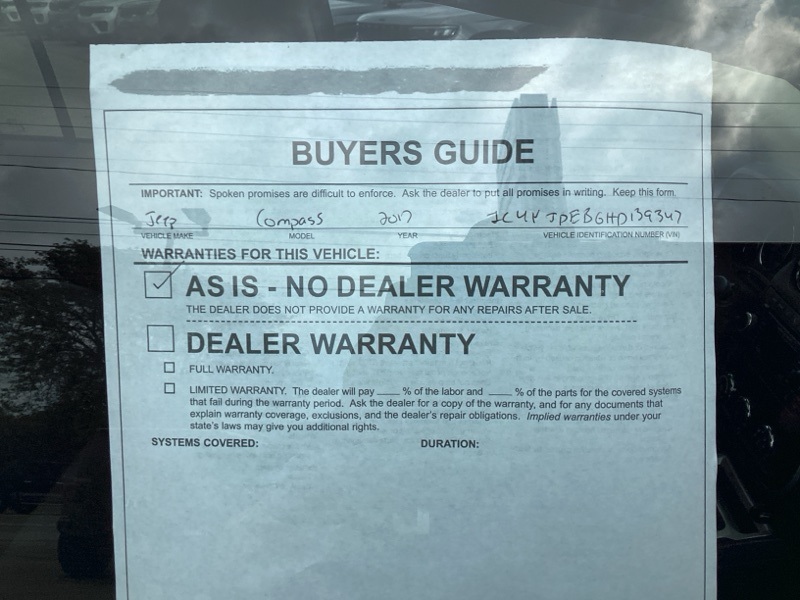 BUYERS GUIDE
IMPORTANT: Spoken promises are difficult to enforce. Ask the dealer to put all promises in writing. Keep this form.
Jeep Compass 2017
VEHICLE MAKE MODEL YEAR VEHICLE IDENTIFICATION NUMBER (VIN)
WARRANTIES FOR THIS VEHICLE:
AS IS - NO DEALER WARRANTY
THE DEALER DOES NOT PROVIDE A WARRANTY FOR ANY REPAIRS AFTER SALE.
DEALER WARRANTY
FULL WARRANTY.
LIMITED WARRANTY. The dealer will pay ____ % of the labor and ____ % of the parts for the covered systems
that fail during the warranty period. Ask the dealer for a copy of the warranty, and for any documents that
explain warranty coverage, exclusions, and the dealer's repair obligations. Implied warranties under your
state's laws may give you additional rights.
SYSTEMS COVERED: DURATION: